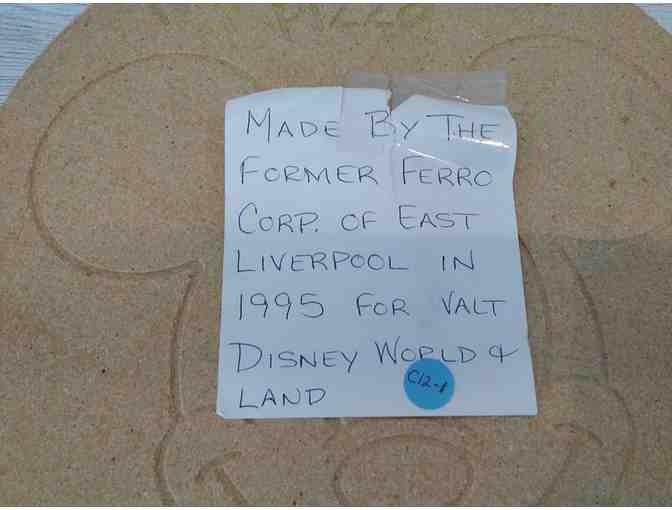 MADE BY THE
FORMER FERRO
CORP. OF EAST
LIVERPOOL IN
1995 FOR VALT
DISNEY WORLD &
LAND
C12-1